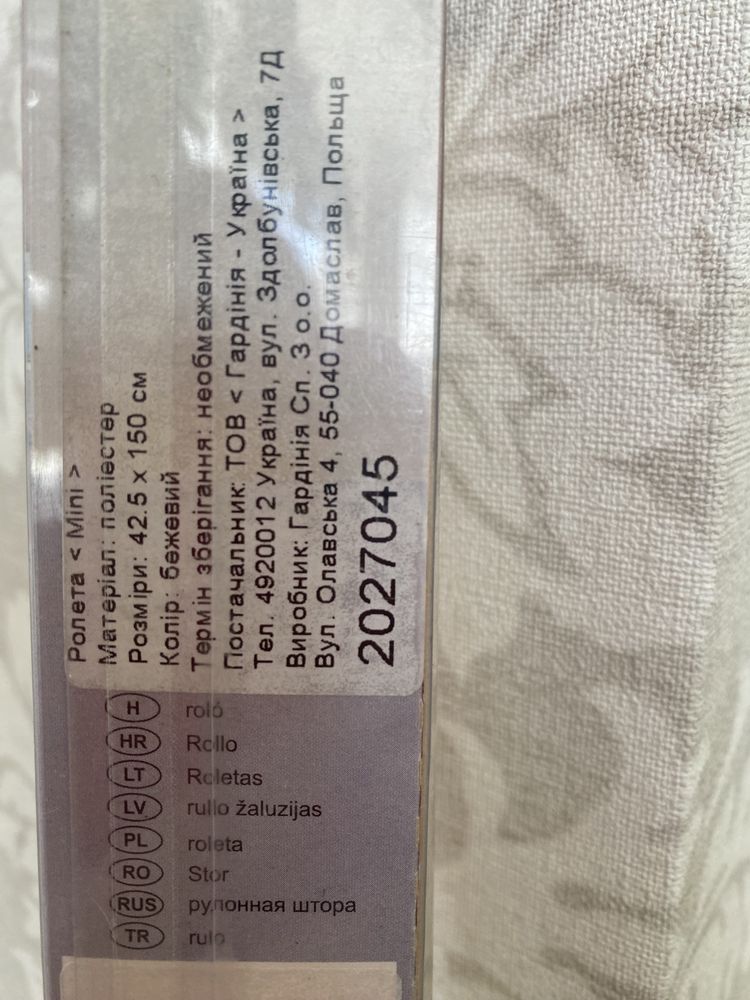 Ролета < Mini >
Матеріал: поліестер
Розміри: 42.5 x 150 см
Колір: бежевий
Термін зберігання: необмежений
Постачальник: ТОВ < Гардінія - Україна >
Тел. 4920012 Україна, вул. Здолбунівська, 7Д
Виробник: Гардінія Сп. З о.о.
Вул. Олавська 4, 55-040 Домаслав, Польща
2027045
H roló
HR Rollo
LT Roletas
LV rullo žaluzijas
PL roleta
RO Stor
RUS рулонная штора
TR rulo